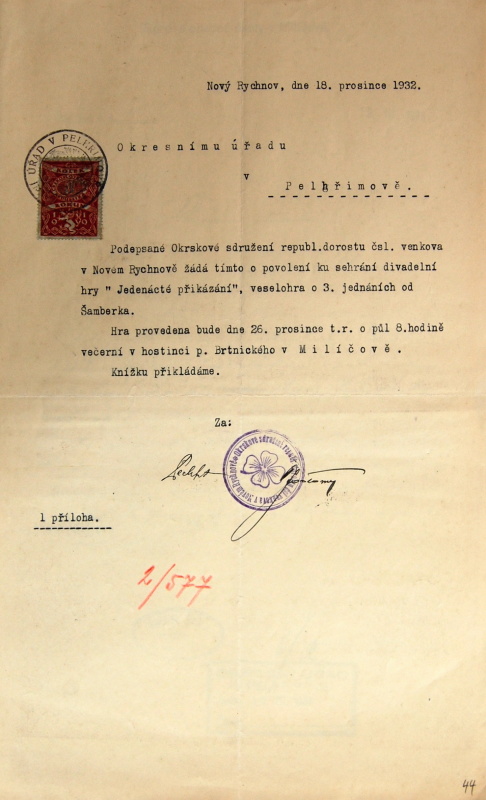 Nový Rychnov, dne 18. prosince 1932.
Okresnímu úřadu
v
Pelhřimově.
Podepsané Okrskové sdružení republ.dorostu čsl. venkova
v Novém Rychnově žádá tímto o povolení ku sehrání divadelní
hry " Jedenácté přikázání", veselohra o 3. jednáních od
Šamberka.
Hra provedena bude dne 26. prosince t.r. o půl 8.hodině
večerní v hostinci p. Brtnického v Milíčově.
Knížku přikládáme.
Za:
1 příloha.
2/577
44